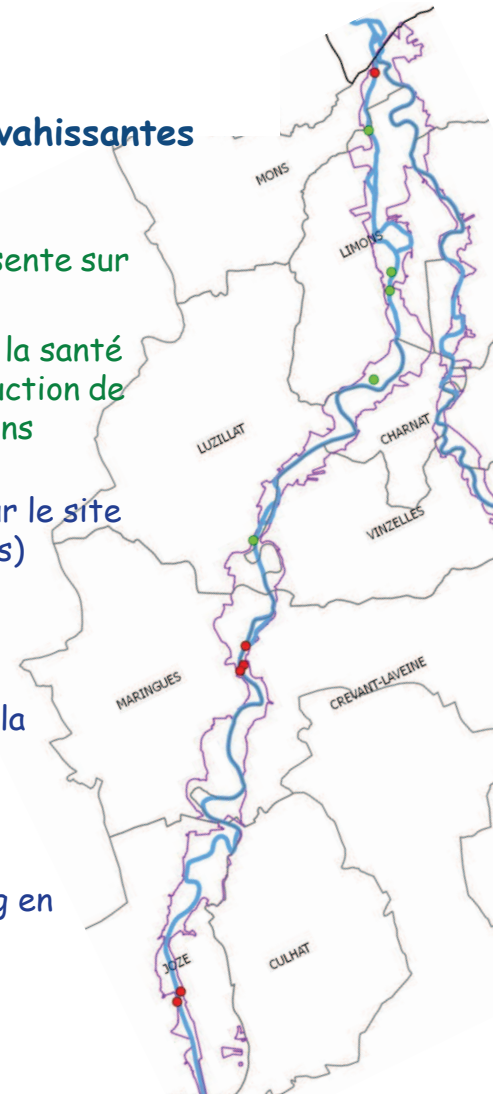 vahissantes
sente sur
la santé
uction de
ns
ur le site
s)
la
g en
MONS
LIMONS
LUZILLAT
CHARNAT
VINZELLES
MARINGUES
CREVANT-LAVEINE
JOZE
CULHAT